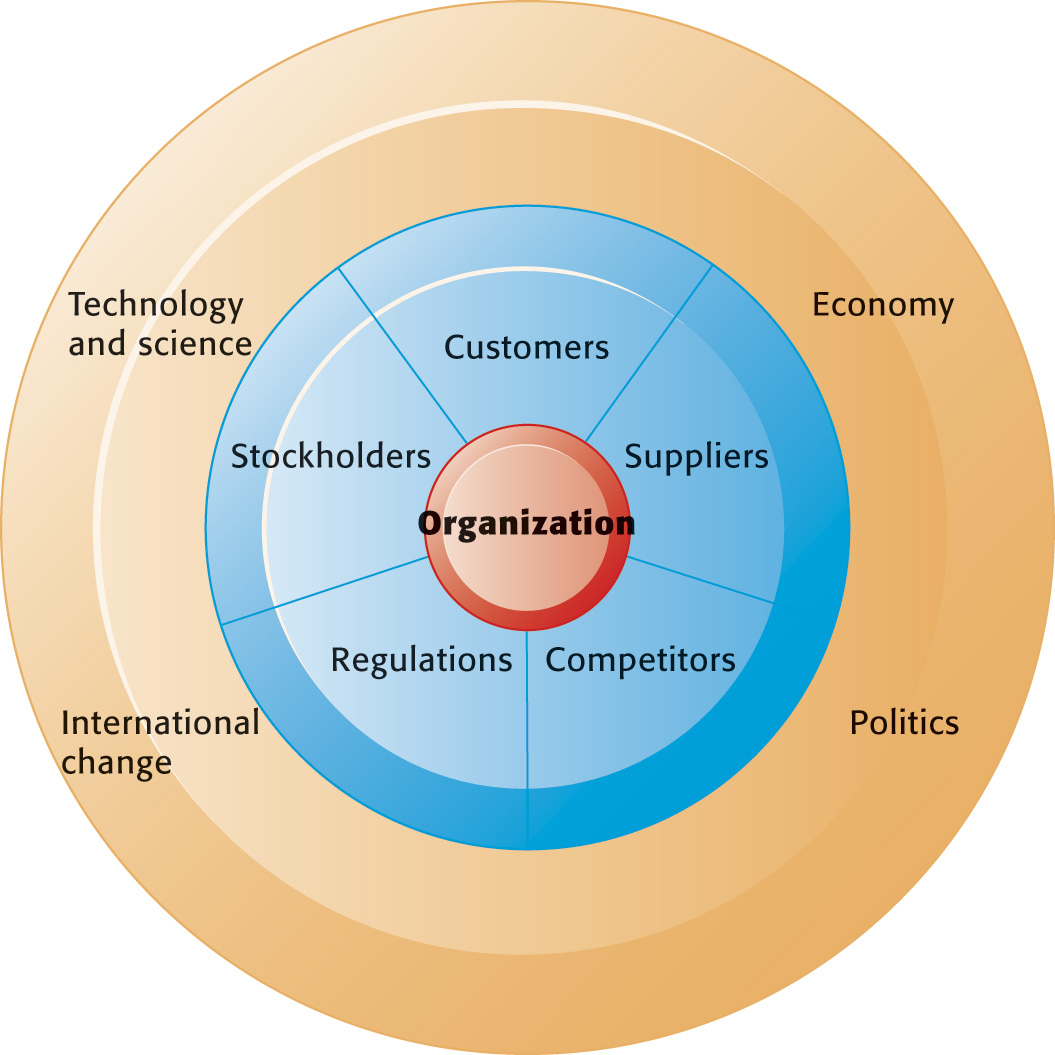 Technology
and science
Economy
Customers
Stockholders
Suppliers
Organization
Regulations
Competitors
International
change
Politics